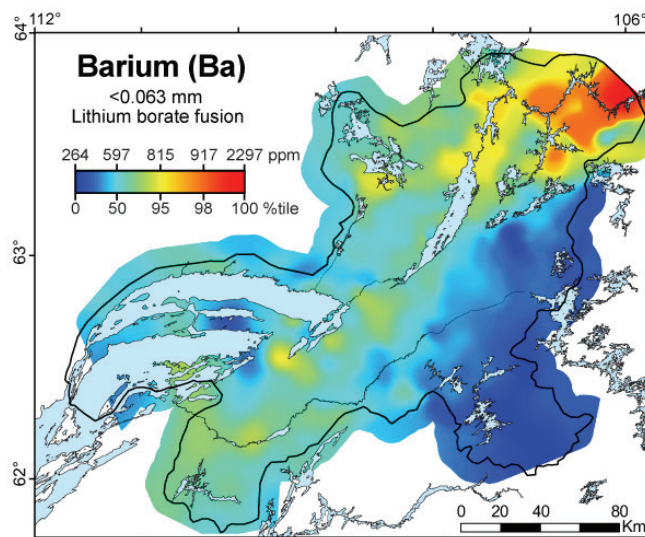 112°
106°
64°
Barium (Ba)
<0.063 mm
Lithium borate fusion
264 597 815 917 2297 ppm
0 50 95 98 100 %tile
63°
62°
0 20 40 60 80
Km